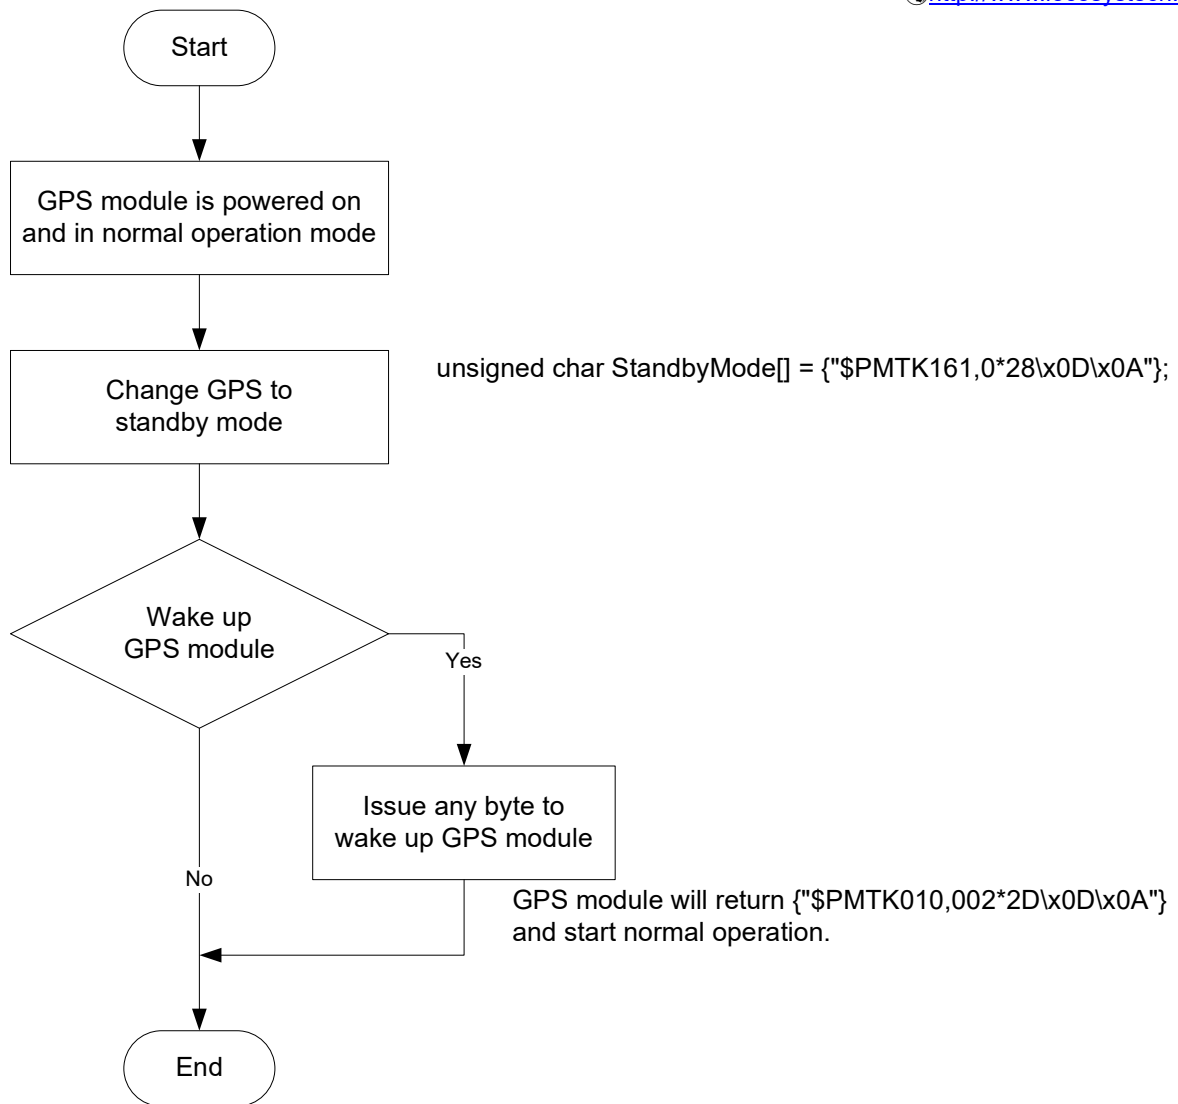 Start
GPS module is powered on
and in normal operation mode
Change GPS to
standby mode
unsigned char StandbyMode[] = {"$PMTK161,0*28\x0D\x0A"};
Wake up
GPS module
Yes
Issue any byte to
wake up GPS module
No
GPS module will return {"$PMTK010,002*2D\x0D\x0A"}
and start normal operation.
End